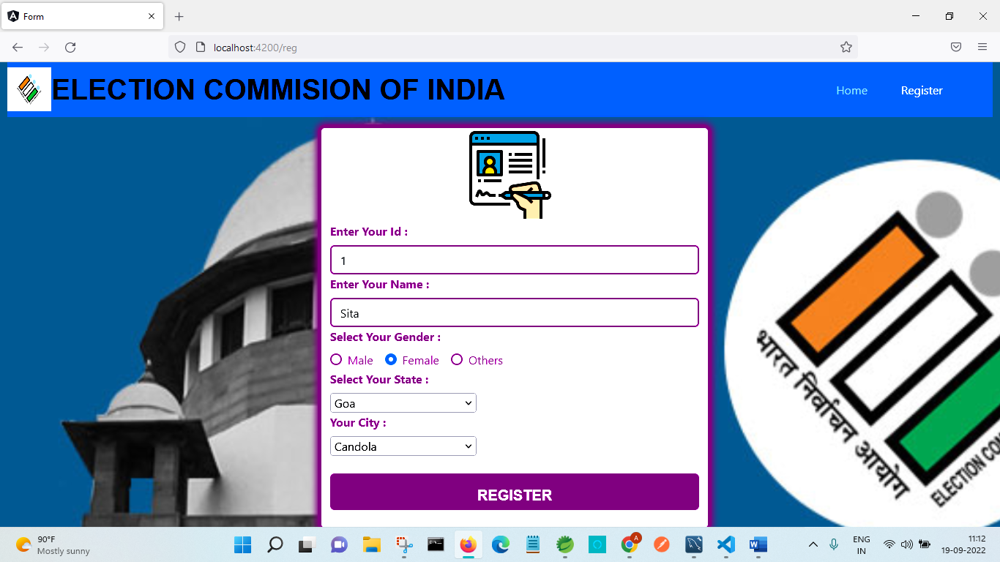 Form
localhost:4200/reg
ELECTION COMMISION OF INDIA
Home
Register
Enter Your Id :
1
Enter Your Name :
Sita
Select Your Gender :
Male Female Others
Select Your State :
Goa
Your City :
Candola
REGISTER
भारत निर्वाचन आयोग
ELECTION
90°F
Mostly sunny
A
W
ENG
IN
11:12
19-09-2022